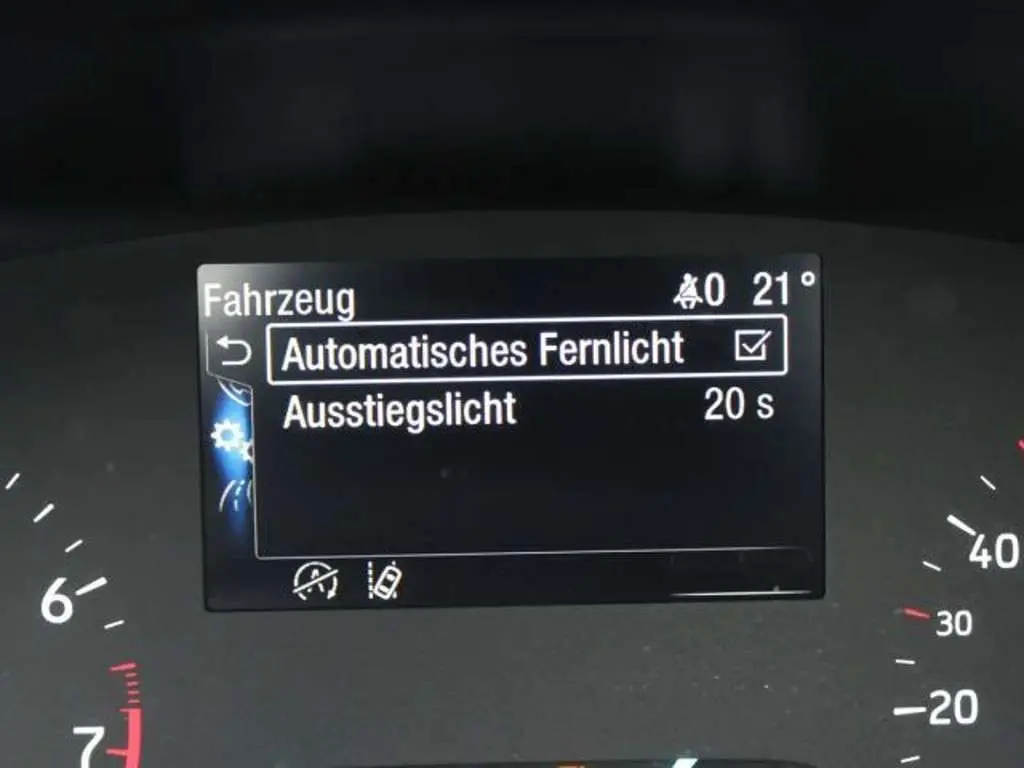 Fahrzeug 0 21°
Automatisches Fernlicht
Ausstiegslicht 20 s
6
7
40
30
20